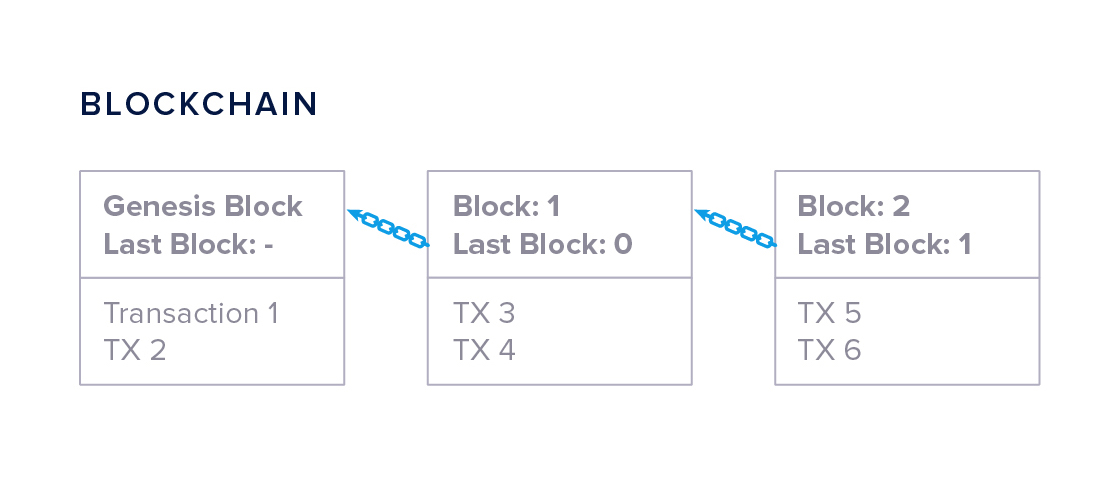 BLOCKCHAIN
Genesis Block
Last Block: -
Transaction 1
TX 2
Block: 1
Last Block: 0
TX 3
TX 4
Block: 2
Last Block: 1
TX 5
TX 6